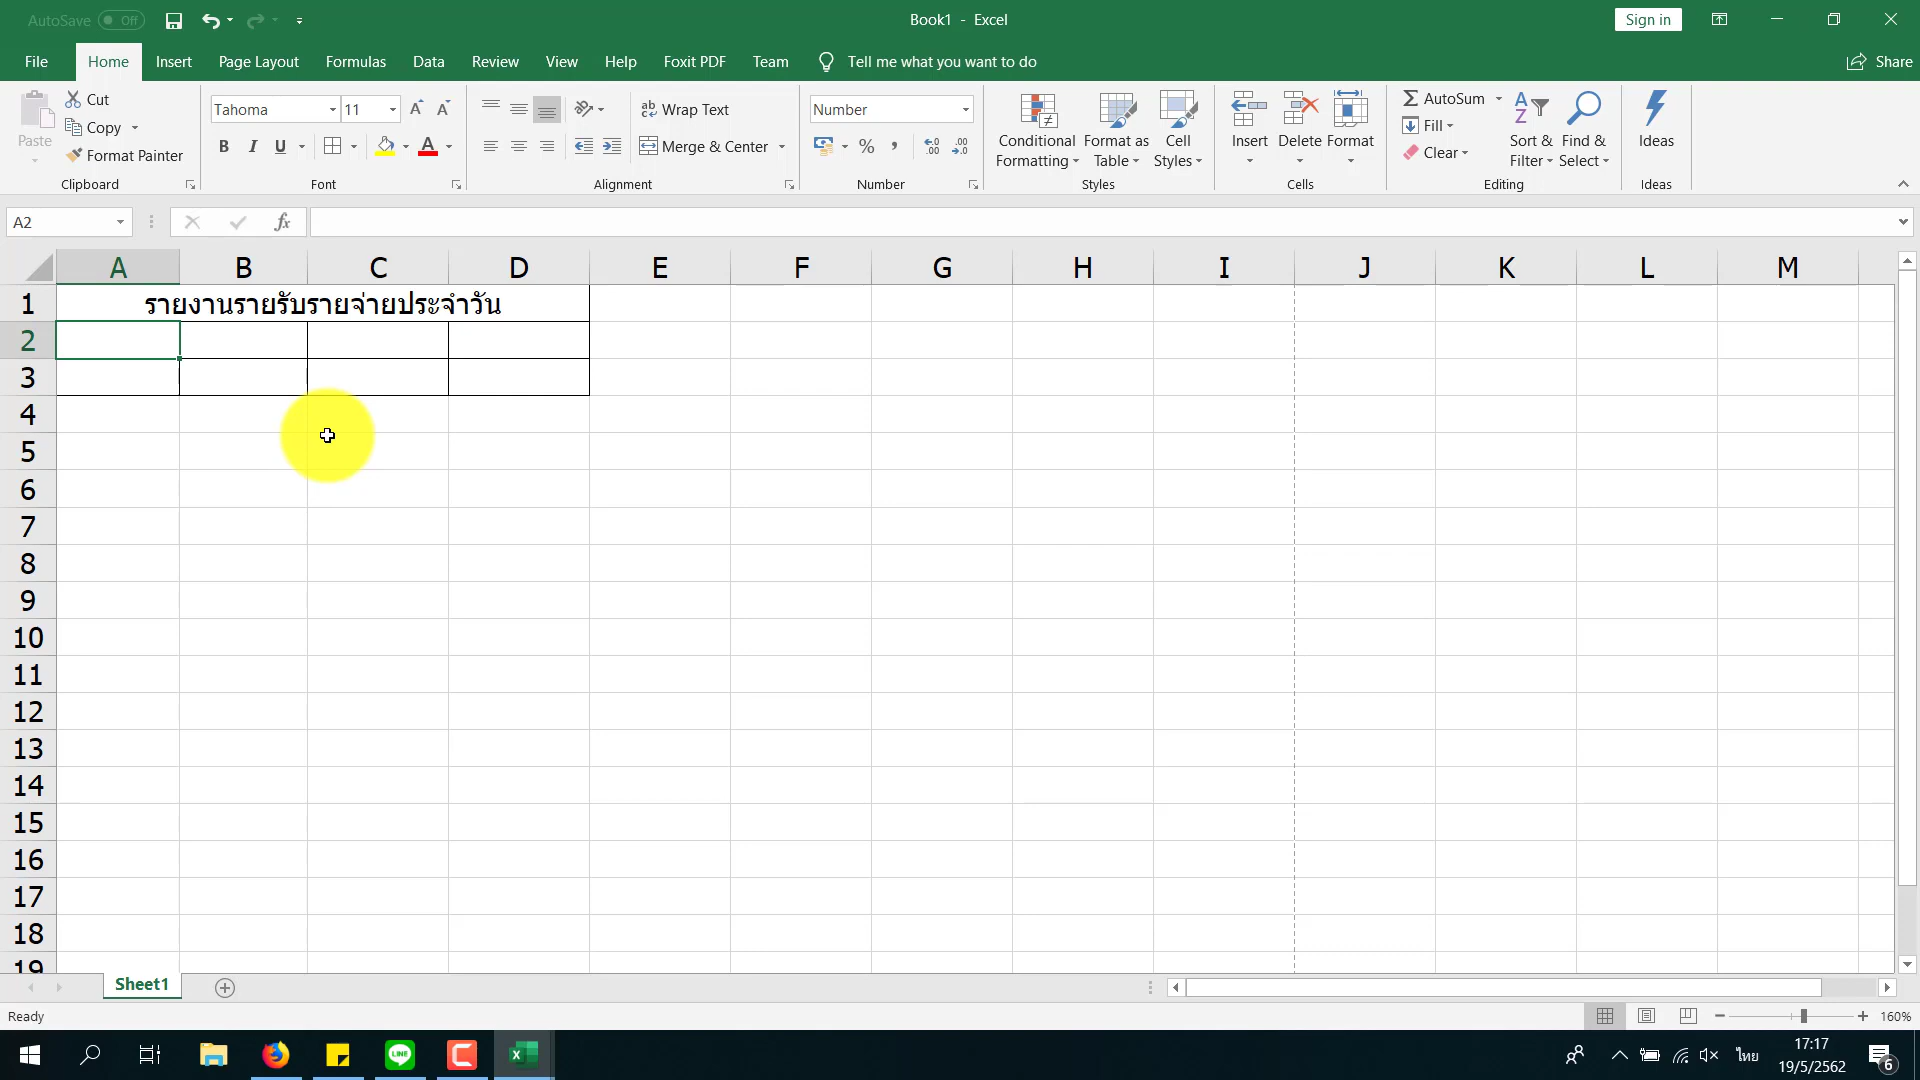 AutoSave Off
Book1 - Excel
Sign in
File Home Insert Page Layout Formulas Data Review View Help Foxit PDF Team Tell me what you want to do Share
Paste
Cut
Copy
Format Painter
Clipboard
Tahoma 11
B I U A
Font
ab Wrap Text
Merge & Center
Alignment
Number
% ,
Number
Conditional Formatting
Format as Table
Cell Styles
Styles
Insert Delete Format
Cells
AutoSum
Fill
Clear
Sort & Filter
Find & Select
Editing
Ideas
Ideas
A2
fx
A B C D E F G H I J K L M
1 รายงานรายรับรายจ่ายประจำวัน
2
3
4
5
6
7
8
9
10
11
12
13
14
15
16
17
18
19
Sheet1
Ready
160%
LINE
ไทย
17:17
19/5/2562
6